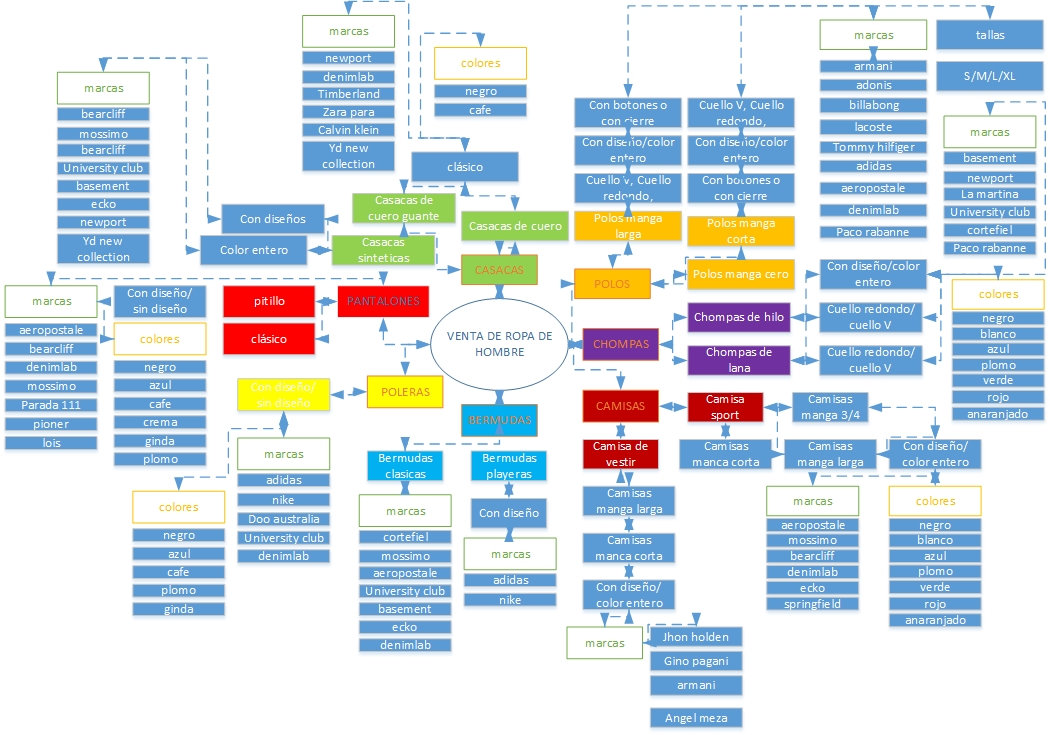 marcas
newport
denimlab
Timberland
Zara para
Calvin klein
Yd new
collection
colores
negro
cafe
clásico
marcas
bearcliff
mossimo
bearcliff
University club
basement
ecko
newport
Yd new
collection
Con diseños
Color entero
Casacas de
cuero guante
Casacas
sinteticas
Casacas de cuero
CASACAS
Con botones o
con cierre
Con diseño/color
entero
Cuello V, Cuello
redondo,
Polos manga
larga
Cuello V, Cuello
redondo,
Con diseño/color
entero
Con botones o
con cierre
Polos manga
corta
Polos manga cero
POLOS
marcas
armani
adonis
billabong
lacoste
Tommy hilfiger
adidas
aeropostale
denimlab
Paco rabanne
tallas
S/M/L/XL
marcas
basement
newport
La martina
University club
cortefiel
Paco rabanne
Con diseño/color
entero
Cuello redondo/
cuello V
Cuello redondo/
cuello V
colores
negro
blanco
azul
plomo
verde
rojo
anaranjado
Chompas de hilo
Chompas de
lana
CHOMPAS
VENTA DE ROPA DE
HOMBRE
PANTALONES
pitillo
clásico
marcas
aeropostale
bearcliff
denimlab
mossimo
Parada 111
pioner
lois
Con diseño/
sin diseño
colores
negro
azul
cafe
crema
ginda
plomo
POLERAS
Con diseño/
sin diseño
marcas
adidas
nike
Doo australia
University club
denimlab
colores
negro
azul
cafe
plomo
ginda
BERMUDAS
Bermudas
clasicas
marcas
cortefiel
mossimo
aeropostale
University club
basement
ecko
denimlab
Bermudas
playeras
Con diseño
marcas
adidas
nike
CAMISAS
Camisa
sport
Camisas
manga 3/4
Camisas
manca corta
Camisas
manga larga
Con diseño/
color entero
marcas
aeropostale
mossimo
bearcliff
denimlab
ecko
springfield
colores
negro
blanco
azul
plomo
verde
rojo
anaranjado
Camisa de
vestir
Camisas
manga larga
Camisas
manca corta
Con diseño/
color entero
marcas
Jhon holden
Gino pagani
armani
Angel meza